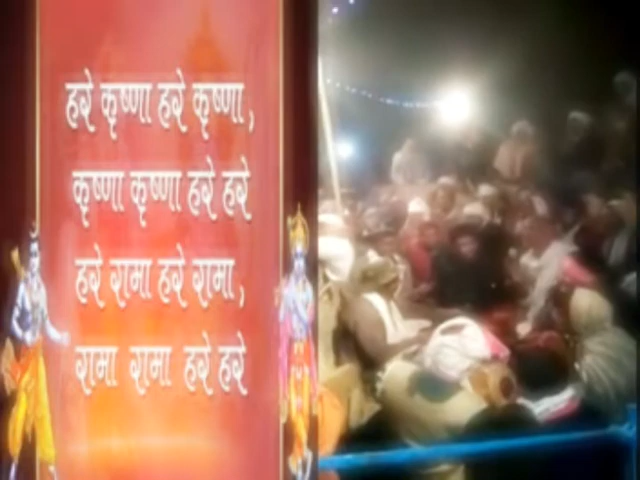 हरे कृष्णा हरे कृष्णा,
कृष्णा कृष्णा हरे हरे
हरे रामा हरे रामा,
रामा रामा हरे हरे